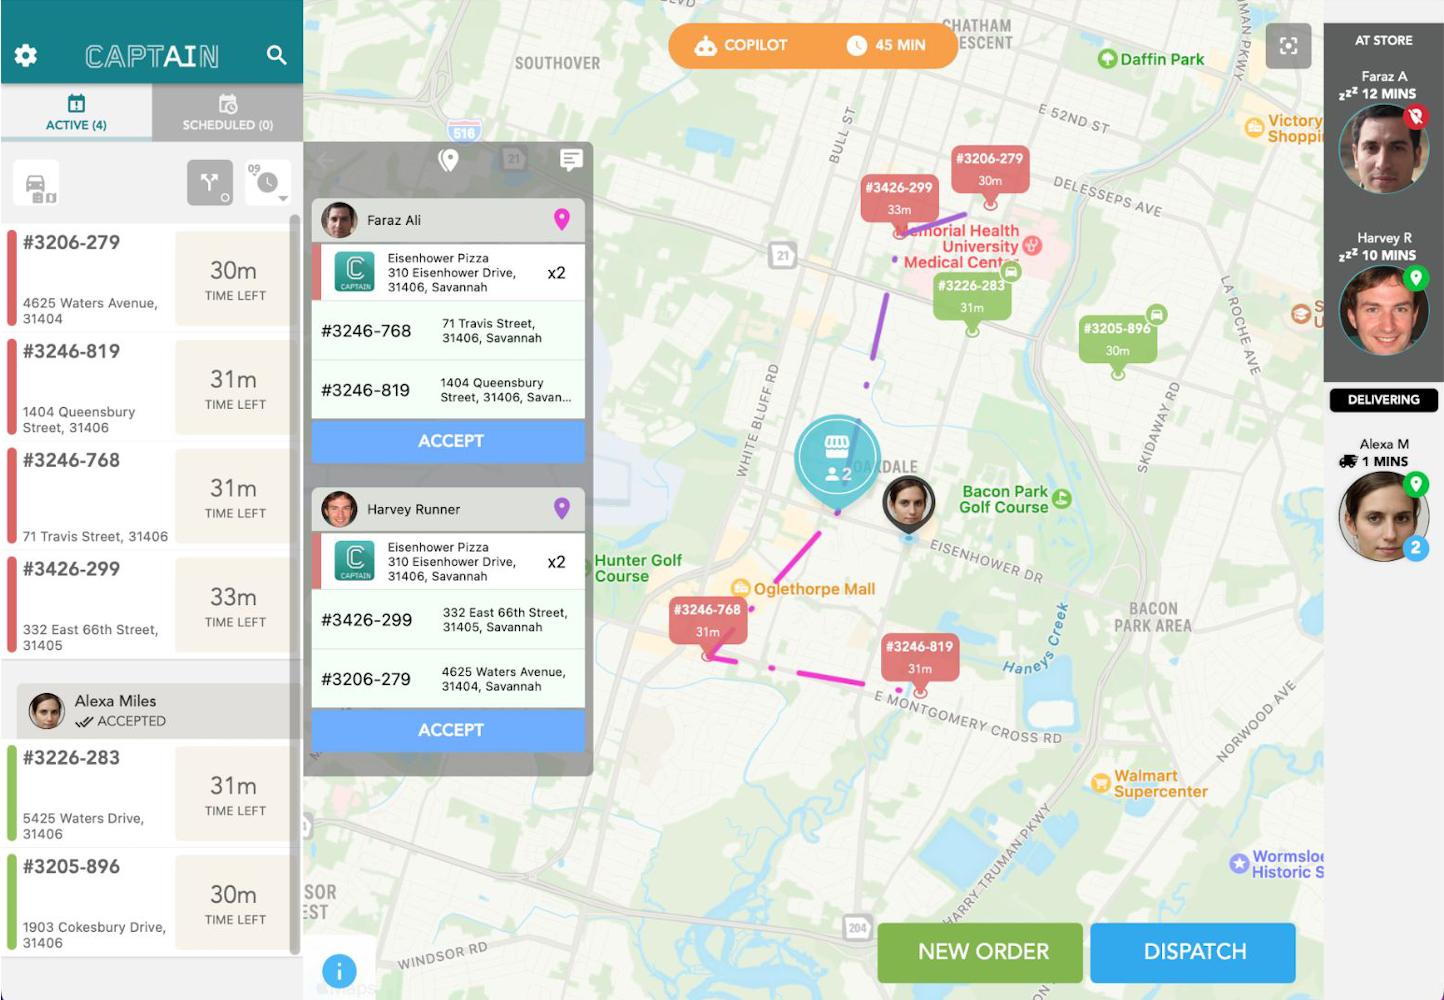 CAPTAIN
ACTIVE (4)
SCHEDULED (0)
09
#3206-279
4625 Waters Avenue,
31404
30m
TIME LEFT
#3246-819
1404 Queensbury
Street, 31406
31m
TIME LEFT
#3246-768
71 Travis Street, 31406
31m
TIME LEFT
#3426-299
332 East 66th Street,
31405
33m
TIME LEFT
Alexa Miles
ACCEPTED
#3226-283
5425 Waters Drive,
31406
31m
TIME LEFT
#3205-896
1903 Cokesbury Drive,
31406
30m
TIME LEFT
Faraz Ali
C
CAPTAIN
Eisenhower Pizza
310 Eisenhower Drive,
31406, Savannah
x2
#3246-768
71 Travis Street,
31406, Savannah
#3246-819
1404 Queensbury
Street, 31406, Savan...
ACCEPT
Harvey Runner
C
CAPTAIN
Eisenhower Pizza
310 Eisenhower Drive,
31406, Savannah
x2
#3426-299
332 East 66th Street,
31405, Savannah
#3206-279
4625 Waters Avenue,
31404, Savannah
ACCEPT
COPILOT
45 MIN
SOUTHOVER
516
21
CHATHAM
ESCENT
Daffin Park
MAN PKWY
BULL ST
E 52ND ST
Victory
Shoppi
#3206-279
30m
#3426-299
33m
DELESSEPS AVE
21
Memorial Health
University
Medical Cent
#3226-283
31m
#3205-896
30m
LA ROCHE AVE
S
U
WHITE BLUFF RD
SKIDAWAY RD
2
OAKDALE
Bacon Park
Golf Course
EISENHOWER DR
Hunter Golf
Course
Oglethorpe Mall
#3246-768
31m
#3246-819
31m
Haneys Creek
BACON
PARK AREA
E MONTGOMERY CROSS RD
NORWOOD AVE
Walmart
Supercenter
Wormsloe
Historic S
HARRY TRUMAN PKWY
SOR
EST
204
WINDSOR RD
i
Maps
NEW ORDER
DISPATCH
AT STORE
Faraz A
zzZ 12 MINS
Harvey R
zzZ 10 MINS
DELIVERING
Alexa M
1 MINS
2